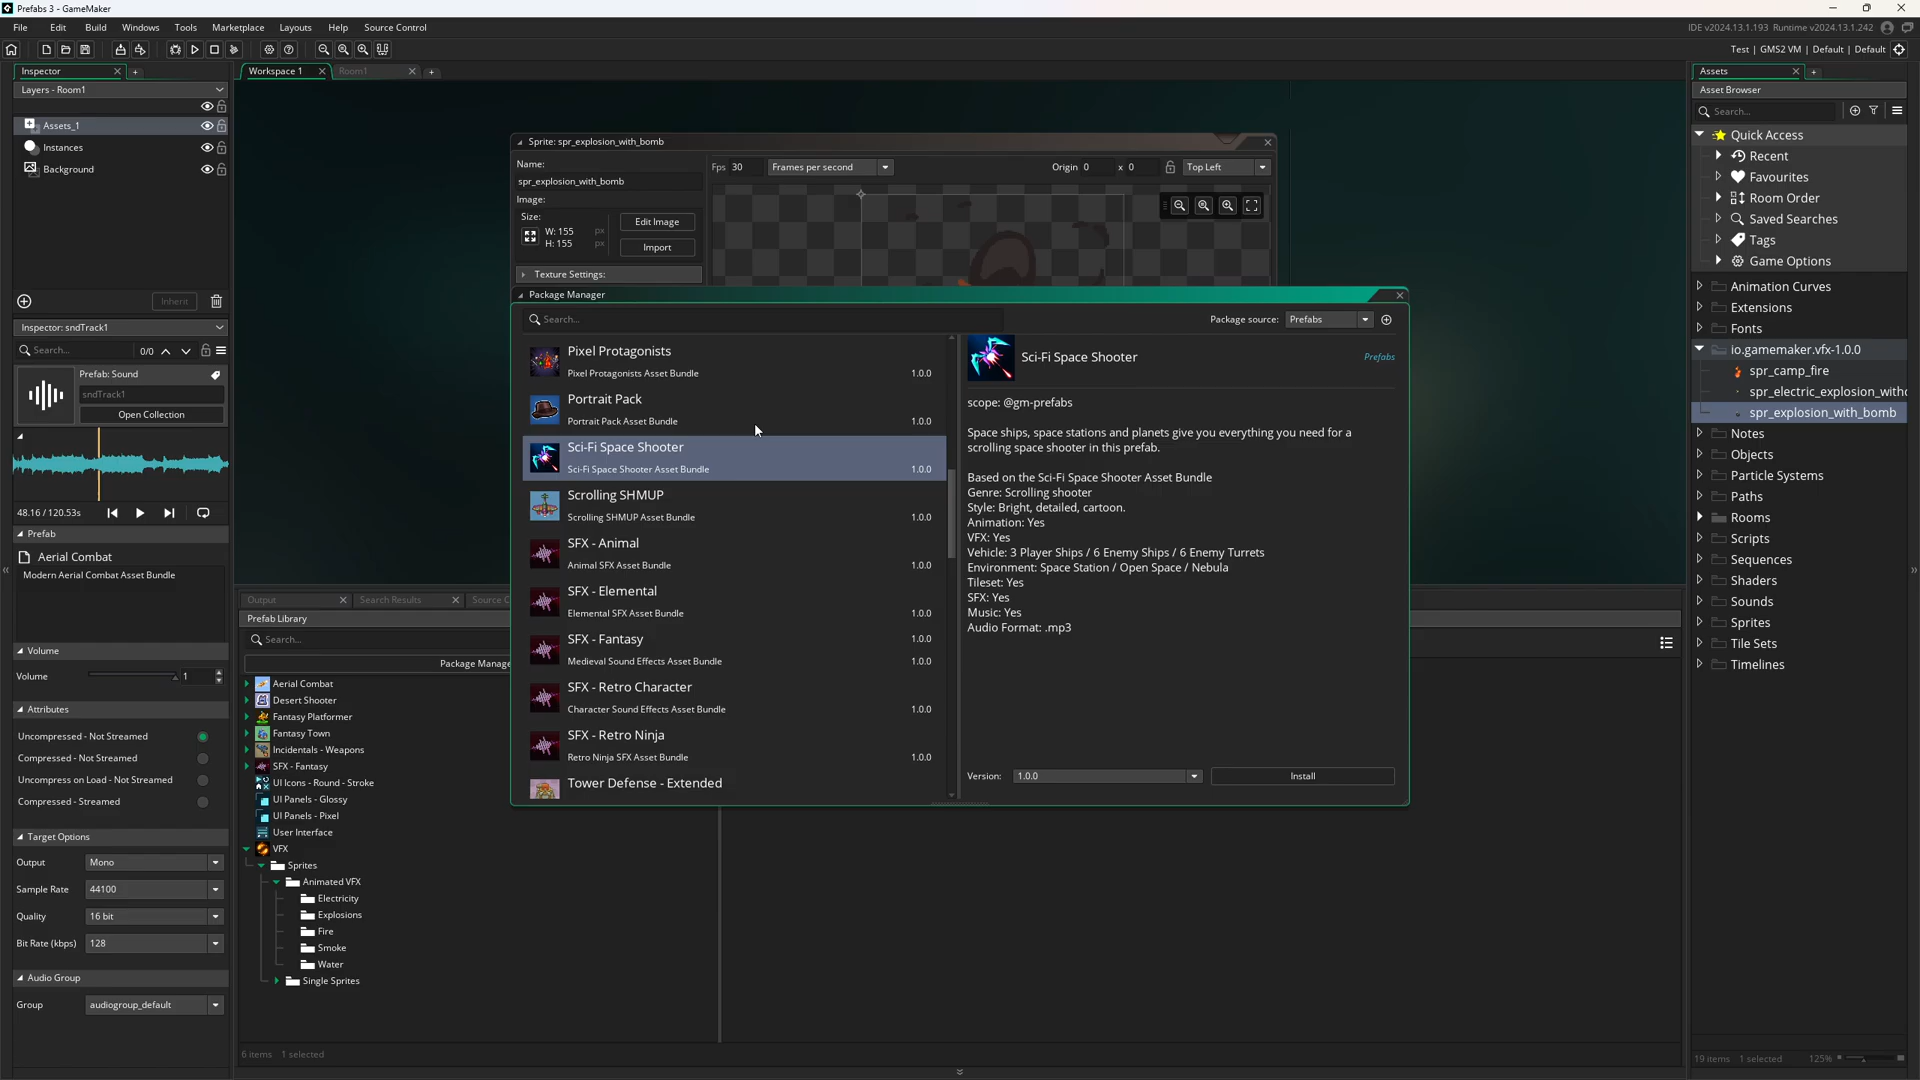 Prefabs 3 - GameMaker
File Edit Build Windows Tools Marketplace Layouts Help Source Control
IDE v2024.13.1.193 Runtime v2024.13.1.242
Test | GMS2 VM | Default | Default
Inspector
Layers - Room1
Assets_1
Instances
Background
Inherit
Inspector: sndTrack1
Search... 0/0
Prefab: Sound
sndTrack1
Open Collection
48.16 / 120.53s
Prefab
Aerial Combat
Modern Aerial Combat Asset Bundle
Volume
Volume 1
Attributes
Uncompressed - Not Streamed
Compressed - Not Streamed
Uncompress on Load - Not Streamed
Compressed - Streamed
Target Options
Output Mono
Sample Rate 44100
Quality 16 bit
Bit Rate (kbps) 128
Audio Group
Group audiogroup_default
Workspace 1 Room1
Sprite: spr_explosion_with_bomb
Name:
spr_explosion_with_bomb
Image:
Size:
W: 155 px
H: 155 px
Edit Image
Import
Texture Settings:
Fps 30 Frames per second
Origin 0 x 0 Top Left
Package Manager
Search...
Package source: Prefabs
Pixel Protagonists
Pixel Protagonists Asset Bundle 1.0.0
Portrait Pack
Portrait Pack Asset Bundle 1.0.0
Sci-Fi Space Shooter
Sci-Fi Space Shooter Asset Bundle 1.0.0
Scrolling SHMUP
Scrolling SHMUP Asset Bundle 1.0.0
SFX - Animal
Animal SFX Asset Bundle 1.0.0
SFX - Elemental
Elemental SFX Asset Bundle 1.0.0
SFX - Fantasy 1.0.0
Medieval Sound Effects Asset Bundle 1.0.0
SFX - Retro Character
Character Sound Effects Asset Bundle 1.0.0
SFX - Retro Ninja
Retro Ninja SFX Asset Bundle 1.0.0
Tower Defense - Extended
Sci-Fi Space Shooter Prefabs
scope: @gm-prefabs
Space ships, space stations and planets give you everything you need for a
scrolling space shooter in this prefab.
Based on the Sci-Fi Space Shooter Asset Bundle
Genre: Scrolling shooter
Style: Bright, detailed, cartoon.
Animation: Yes
VFX: Yes
Vehicle: 3 Player Ships / 6 Enemy Ships / 6 Enemy Turrets
Environment: Space Station / Open Space / Nebula
Tileset: Yes
SFX: Yes
Music: Yes
Audio Format: .mp3
Version: 1.0.0 Install
Output Search Results Source C
Prefab Library
Search...
Package Manage
Aerial Combat
Desert Shooter
Fantasy Platformer
Fantasy Town
Incidentals - Weapons
SFX - Fantasy
UI Icons - Round - Stroke
UI Panels - Glossy
UI Panels - Pixel
User Interface
VFX
Sprites
Animated VFX
Electricity
Explosions
Fire
Smoke
Water
Single Sprites
6 items 1 selected
Assets
Asset Browser
Search...
Quick Access
Recent
Favourites
Room Order
Saved Searches
Tags
Game Options
Animation Curves
Extensions
Fonts
io.gamemaker.vfx-1.0.0
spr_camp_fire
spr_electric_explosion_witho
spr_explosion_with_bomb
Notes
Objects
Particle Systems
Paths
Rooms
Scripts
Sequences
Shaders
Sounds
Sprites
Tile Sets
Timelines
19 items 1 selected 125%